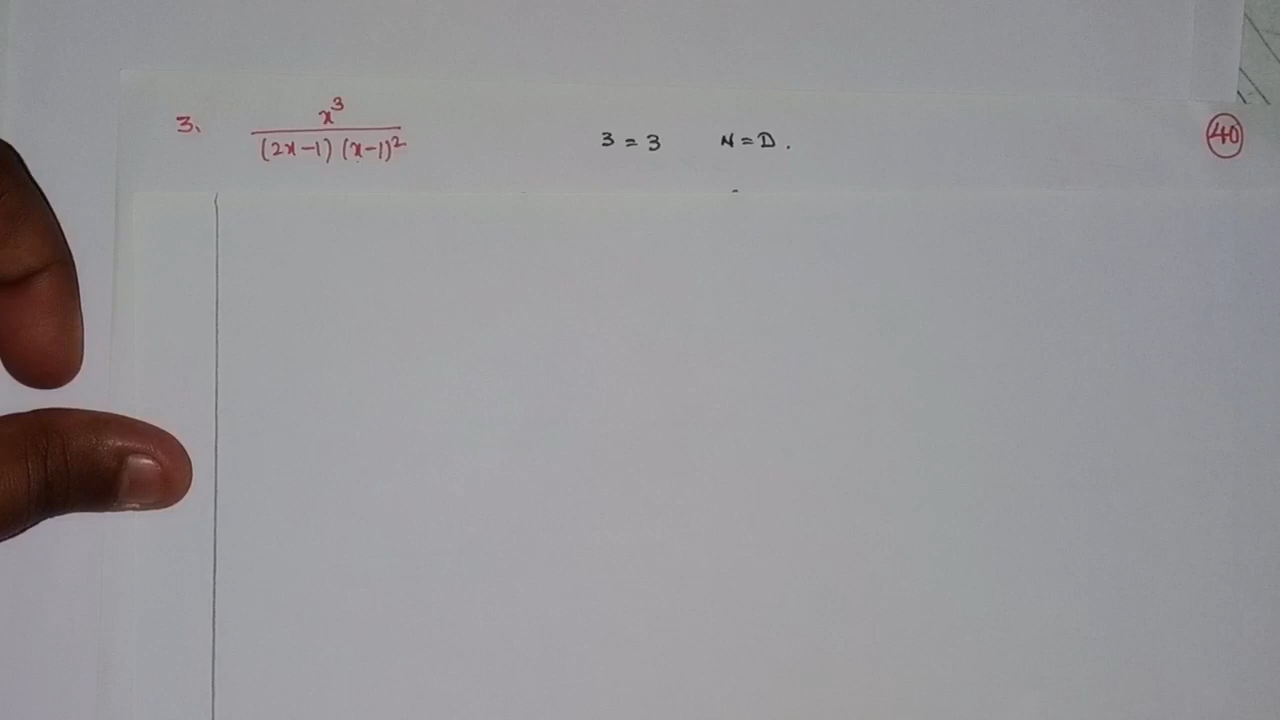 3. x³ / (2x-1) (x-1)² 3 = 3 N = D. 40